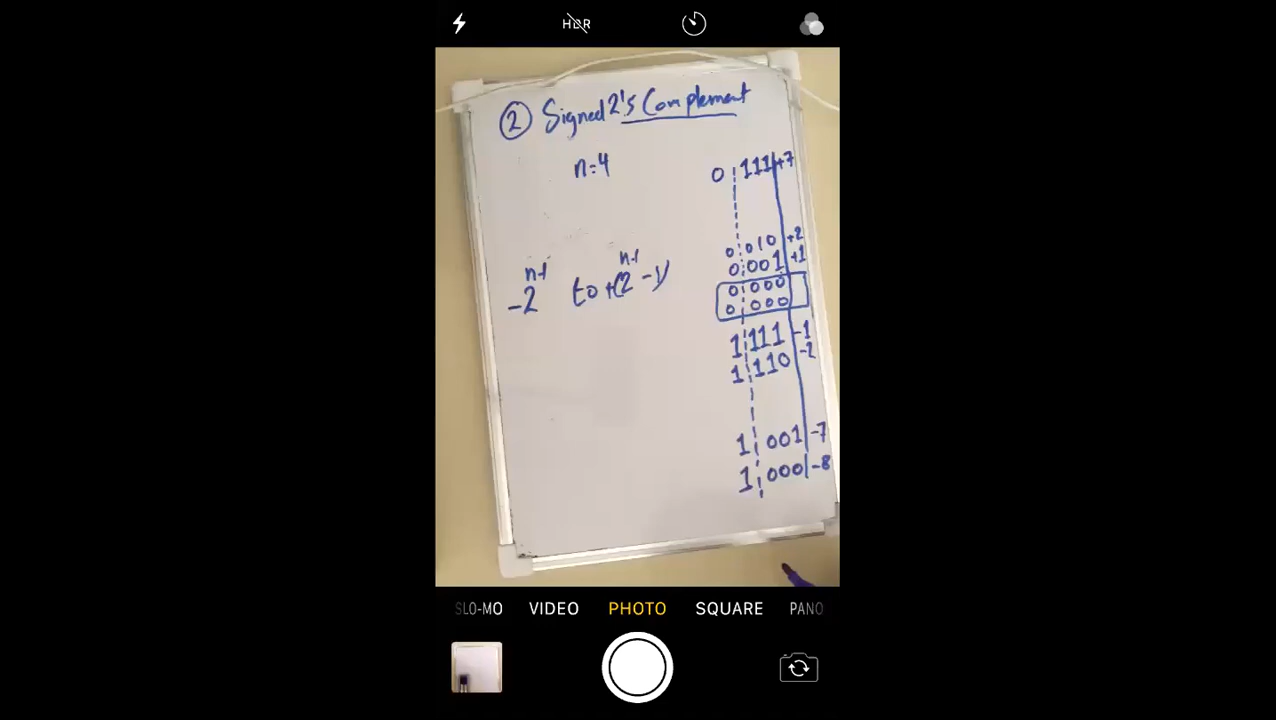 HDR
② Signed 2's Complement
n=4
0 111 +7
0 010 +2
0 001 +1
0 000
0 000
-2^n-1 to +(2^n-1 -1)
1 111 -1
1 110 -2
1 001 -7
1 000 -8
SLO-MO VIDEO PHOTO SQUARE PANO